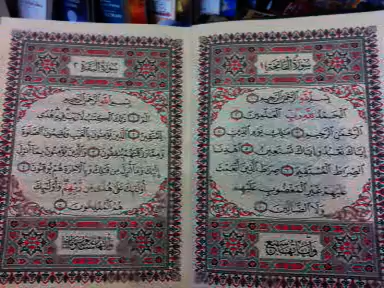 سورة الفاتحة ١
بسم الله الرحمن الرحيم
الحمد لله رب العلمين
الرحمن الرحيم ملك يوم الدين
إياك نعبد وإياك نستعين اهدنا
الصرط المستقيم صرط الذين أنعمت
عليهم غير المغضوب عليهم
ولا الضالين
سورة البقرة ٢
بسم الله الرحمن الرحيم
الم ذلك الكتب لا ريب فيه هدى
للمتقين الذين يؤمنون بالغيب ويقيمون الصلوة
ومما رزقنهم ينفقون والذين يؤمنون بما أنزل
إليك وما أنزل من قبلك وبالآخرة هم يوقنون
أولئك على هدى من ربهم وأولئك
هم المفلحون